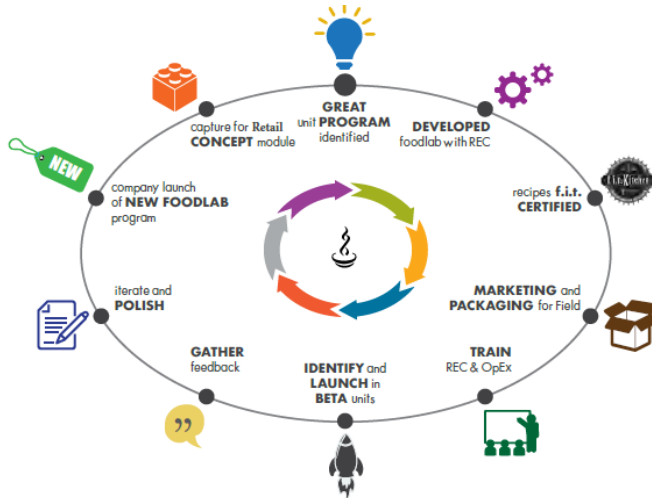 GREAT
unit PROGRAM
identified
DEVELOPED
foodlab with REC
recipes f.i.t.
CERTIFIED
MARKETING and
PACKAGING for Field
TRAIN
REC & OpEx
IDENTIFY and
LAUNCH in
BETA units
GATHER
feedback
iterate and
POLISH
company launch
of NEW FOODLAB
program
NEW
capture for Retail
CONCEPT module